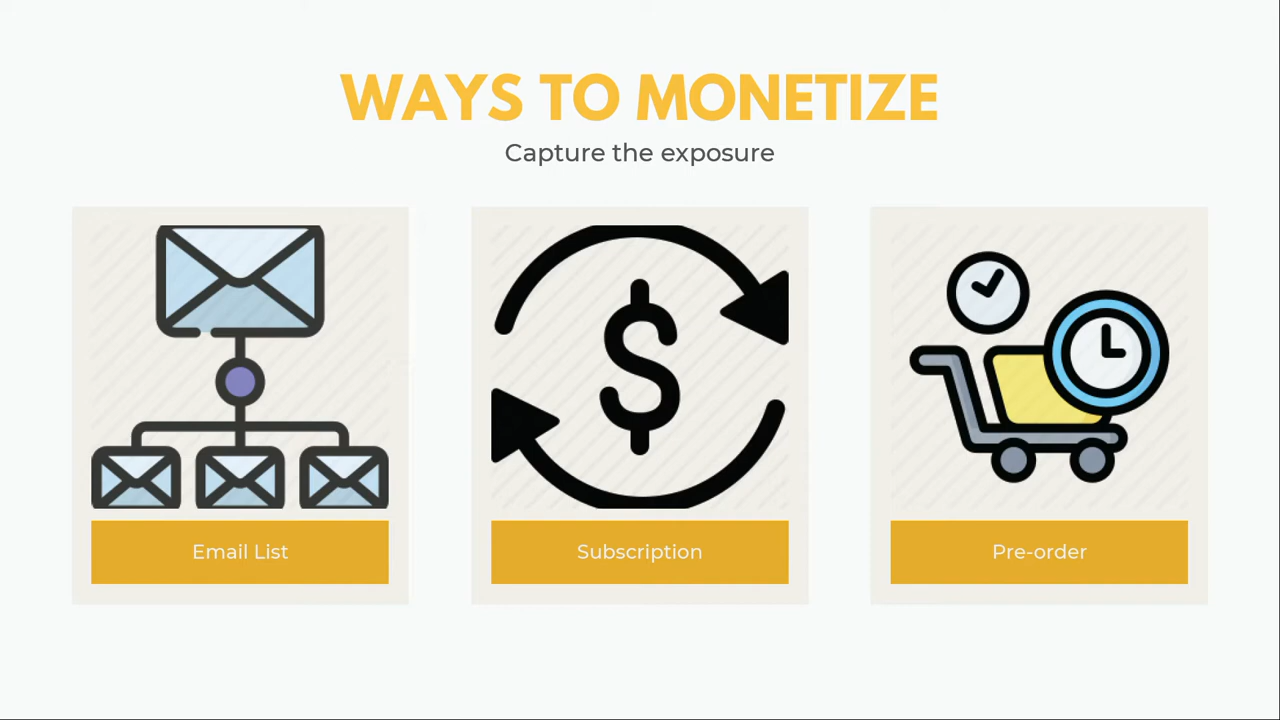 WAYS TO MONETIZE
Capture the exposure
Email List
Subscription
Pre-order